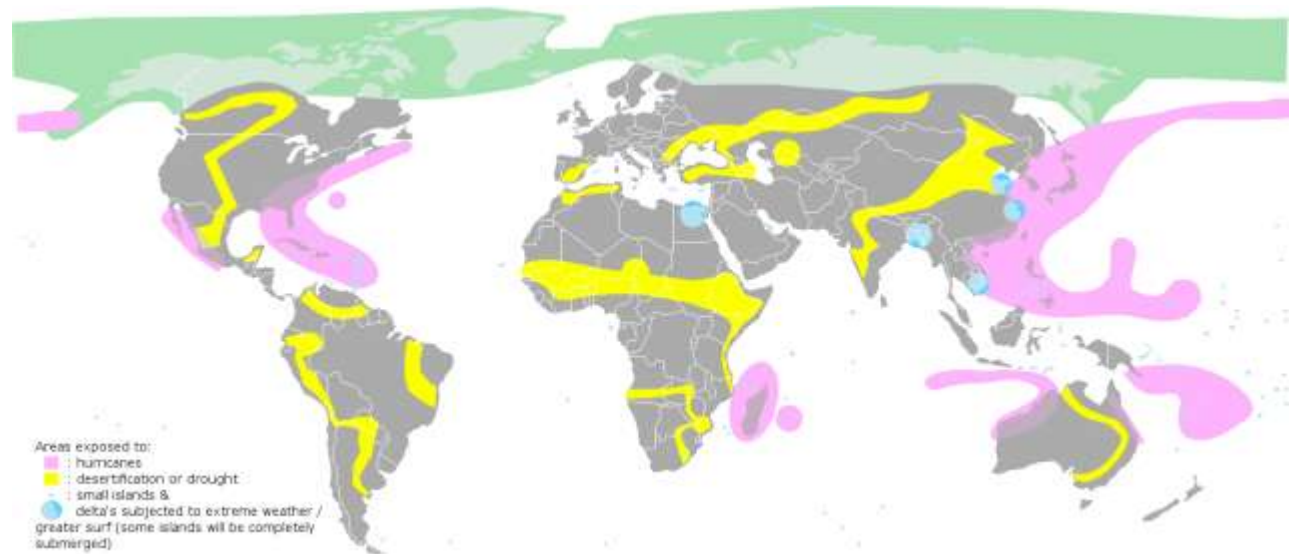 Areas exposed to:
: hurricanes
: desertification or drought
: small islands &
delta's subjected to extreme weather /
greater surf (some islands will be completely
submerged)